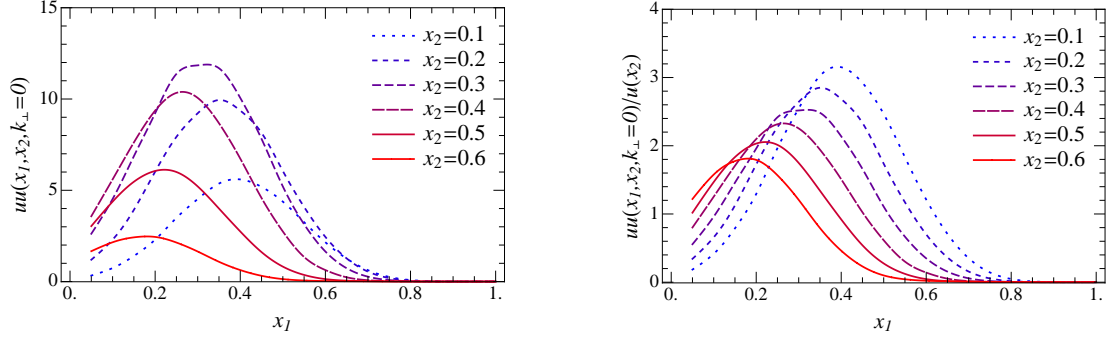 uu(x₁,x₂,k⊥=0)
15
10
5
0
0.
0.2
0.4
0.6
0.8
1.
x₁
x₂=0.1
x₂=0.2
x₂=0.3
x₂=0.4
x₂=0.5
x₂=0.6
uu(x₁,x₂,k⊥=0)/u(x₂)
4
3
2
1
0
0.
0.2
0.4
0.6
0.8
1.
x₁
x₂=0.1
x₂=0.2
x₂=0.3
x₂=0.4
x₂=0.5
x₂=0.6